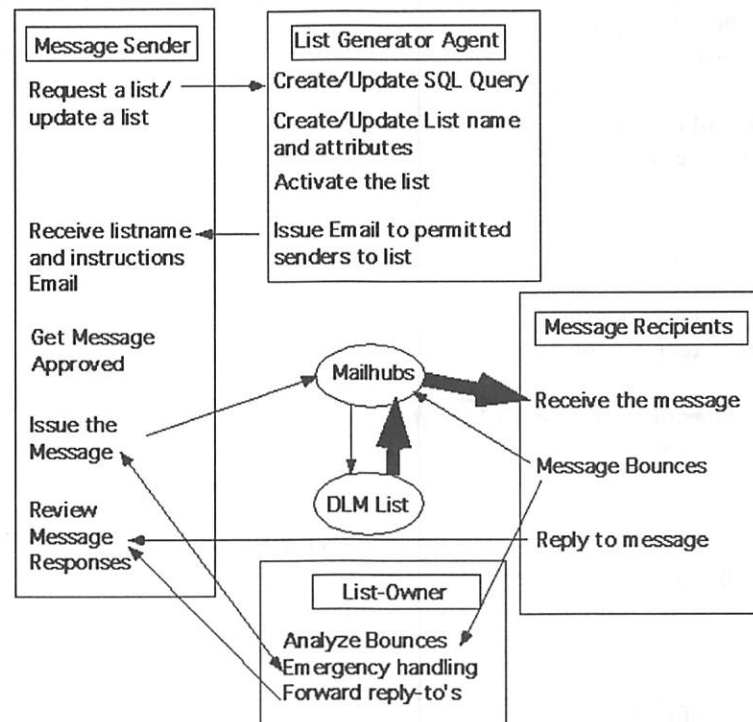 Message Sender
Request a list/
update a list
Receive listname
and instructions
Email
Get Message
Approved
Issue the
Message
Review
Message
Responses
List Generator Agent
Create/Update SQL Query
Create/Update List name
and attributes
Activate the list
Issue Email to permitted
senders to list
Mailhubs
DLM List
Message Recipients
Receive the message
Message Bounces
Reply to message
List-Owner
Analyze Bounces
Emergency handling
Forward reply-to's